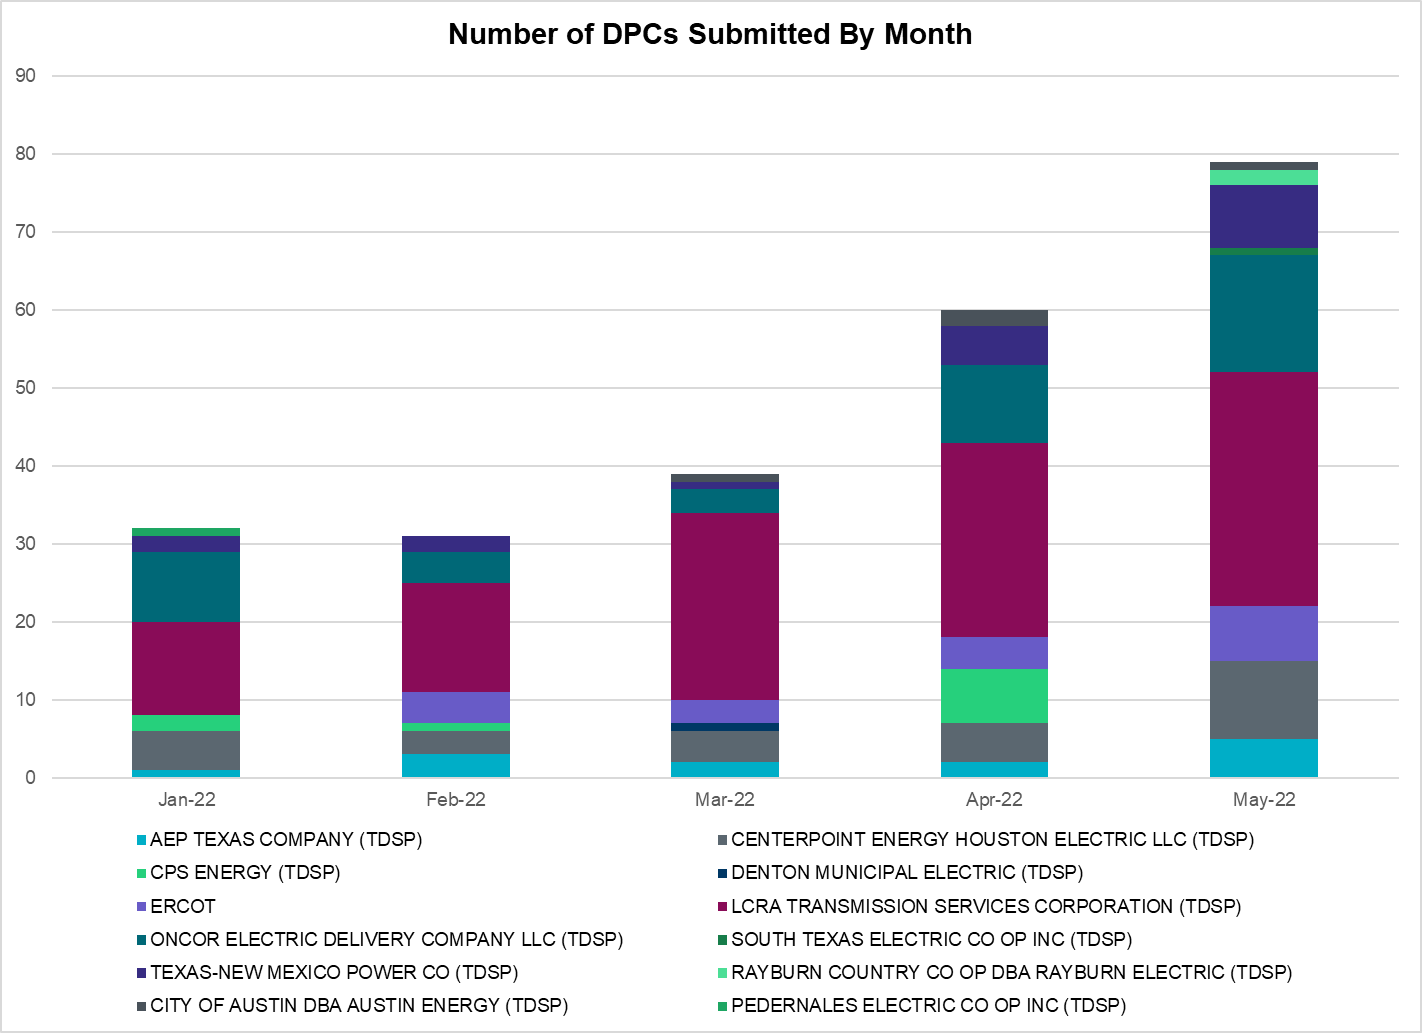 Number of DPCs Submitted By Month
90
80
70
60
50
40
30
20
10
0
Jan-22 Feb-22 Mar-22 Apr-22 May-22
AEP TEXAS COMPANY (TDSP) CENTERPOINT ENERGY HOUSTON ELECTRIC LLC (TDSP)
CPS ENERGY (TDSP) DENTON MUNICIPAL ELECTRIC (TDSP)
ERCOT LCRA TRANSMISSION SERVICES CORPORATION (TDSP)
ONCOR ELECTRIC DELIVERY COMPANY LLC (TDSP) SOUTH TEXAS ELECTRIC CO OP INC (TDSP)
TEXAS-NEW MEXICO POWER CO (TDSP) RAYBURN COUNTRY CO OP DBA RAYBURN ELECTRIC (TDSP)
CITY OF AUSTIN DBA AUSTIN ENERGY (TDSP) PEDERNALES ELECTRIC CO OP INC (TDSP)